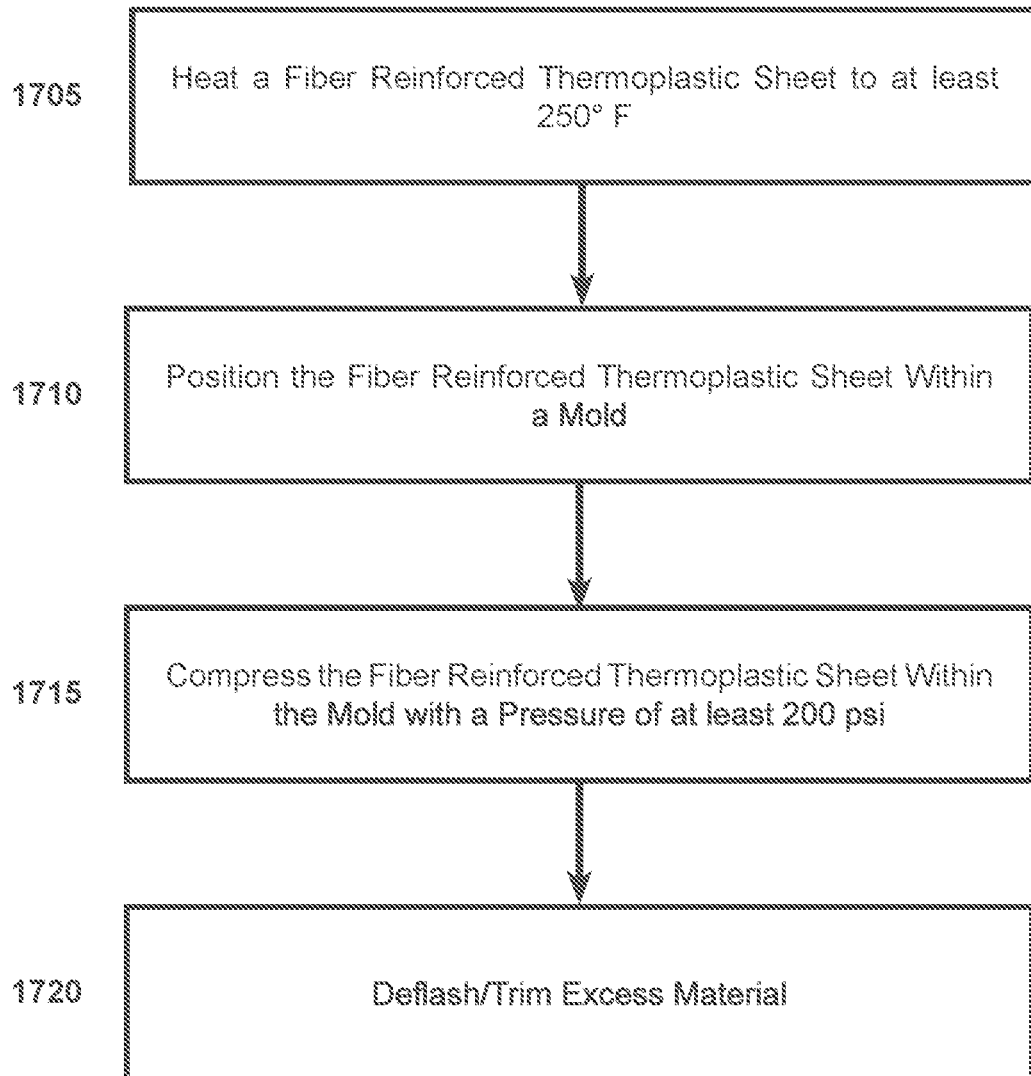 1705
Heat a Fiber Reinforced Thermoplastic Sheet to at least
250° F
1710
Position the Fiber Reinforced Thermoplastic Sheet Within
a Mold
1715
Compress the Fiber Reinforced Thermoplastic Sheet Within
the Mold with a Pressure of at least 200 psi
1720
Deflash/Trim Excess Material